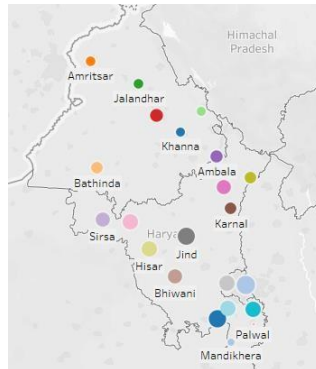 Himachal
Pradesh
Amritsar
Jalandhar
Khanna
Ambala
Bathinda
Karnal
Sirsa
Harya
Jind
Hisar
Bhiwani
Palwal
Mandikhera